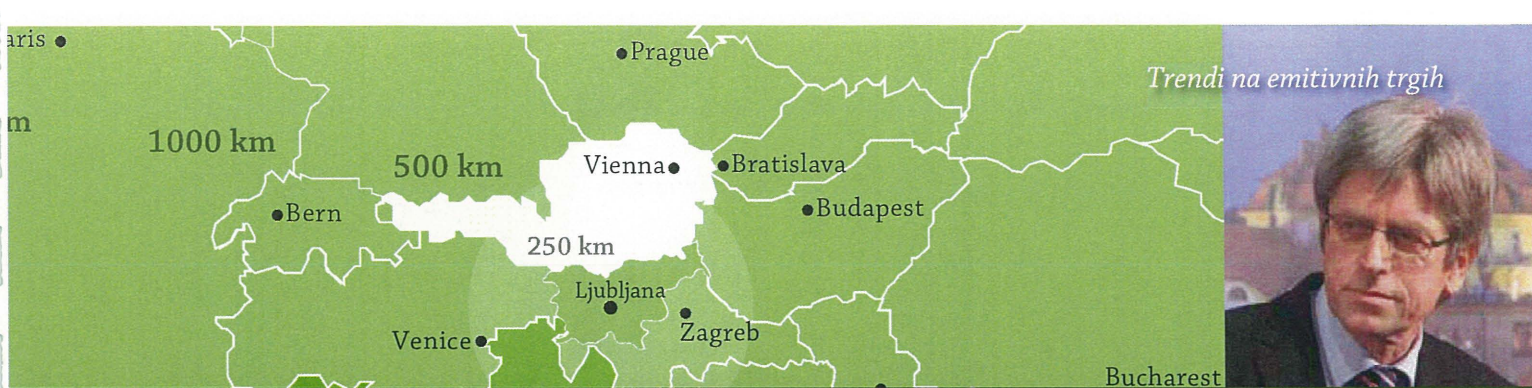 aris
Prague
Trendi na emitivnih trgih
m
1000 km
500 km
Vienna
Bratislava
Bern
Budapest
250 km
Ljubljana
Venice
Zagreb
Bucharest